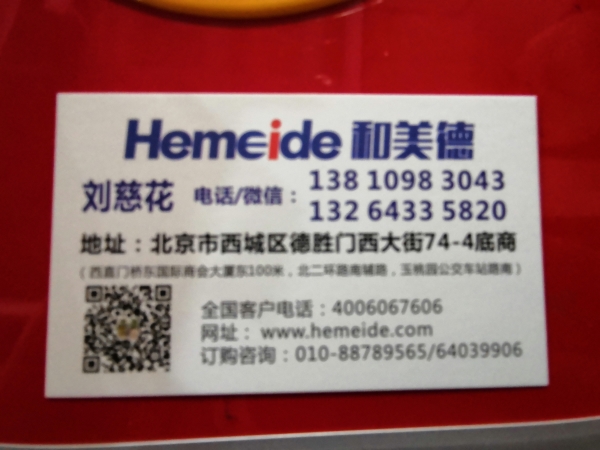 Hemeide 和美德
刘慈花 电话/微信： 138 1098 3043
132 6433 5820
地址：北京市西城区德胜门西大街74-4底商
（西直门桥东国际商会大厦东100米，北二环路南辅路，玉桃园公交车站路南）
全国客户电话：4006067606
网址： www.hemeide.com
订购咨询：010-88789565/64039906